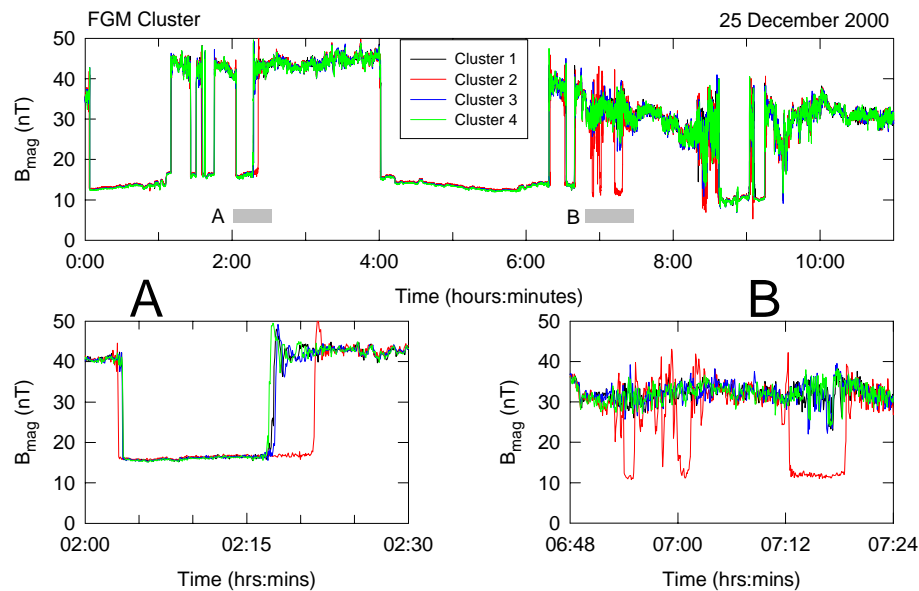 FGM Cluster 25 December 2000
50
40
30
20
10
0
B_mag (nT)
Cluster 1
Cluster 2
Cluster 3
Cluster 4
A
B
0:00 2:00 4:00 6:00 8:00 10:00
Time (hours:minutes)
A
B
50
40
30
20
10
0
B_mag (nT)
02:00 02:15 02:30
Time (hrs:mins)
50
40
30
20
10
0
B_mag (nT)
06:48 07:00 07:12 07:24
Time (hrs:mins)